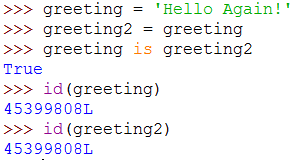 >>> greeting = 'Hello Again!'
>>> greeting2 = greeting
>>> greeting is greeting2
True
>>> id(greeting)
45399808L
>>> id(greeting2)
45399808L